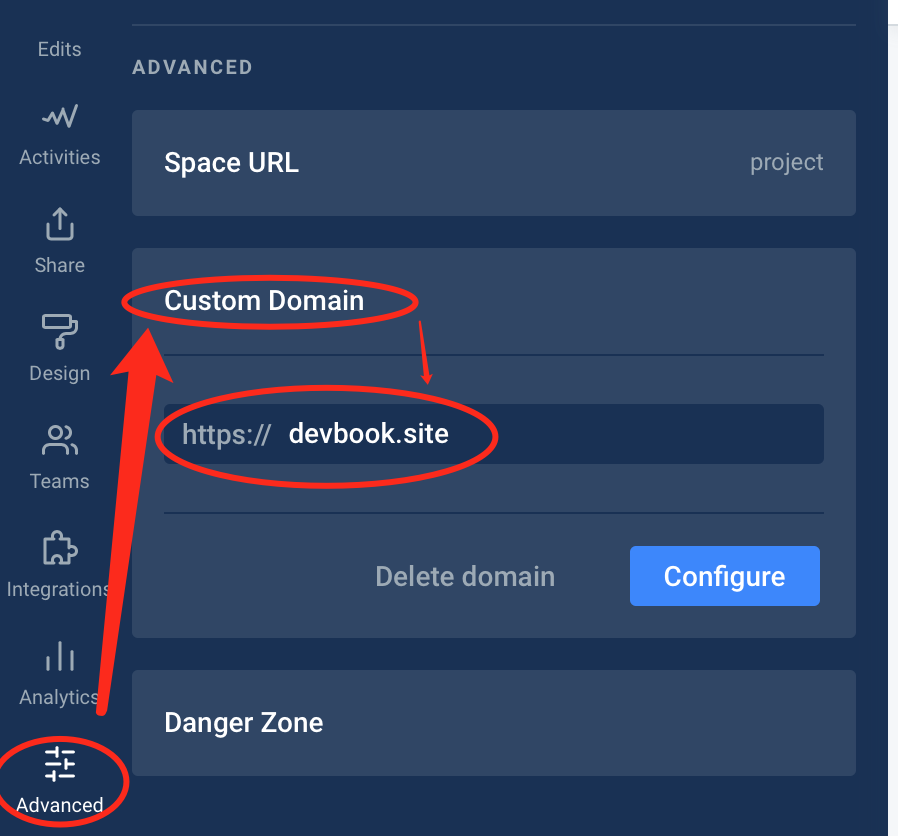 Edits
Activities
Share
Design
Teams
Integrations
Analytics
Advanced
ADVANCED
Space URL
project
Custom Domain
https:// devbook.site
Delete domain
Configure
Danger Zone